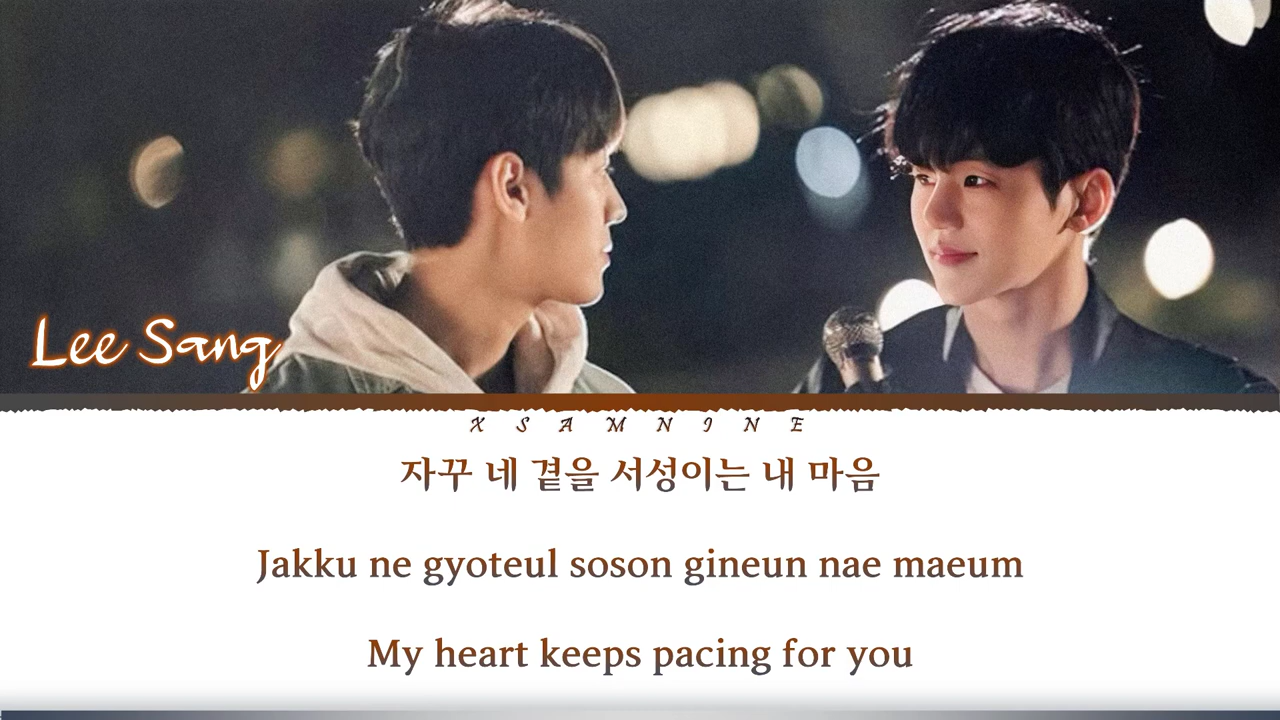 Lee Sang
XSAMNINE
자꾸 네 곁을 서성이는 내 마음
Jakku ne gyoteul soson gineun nae maeum
My heart keeps pacing for you